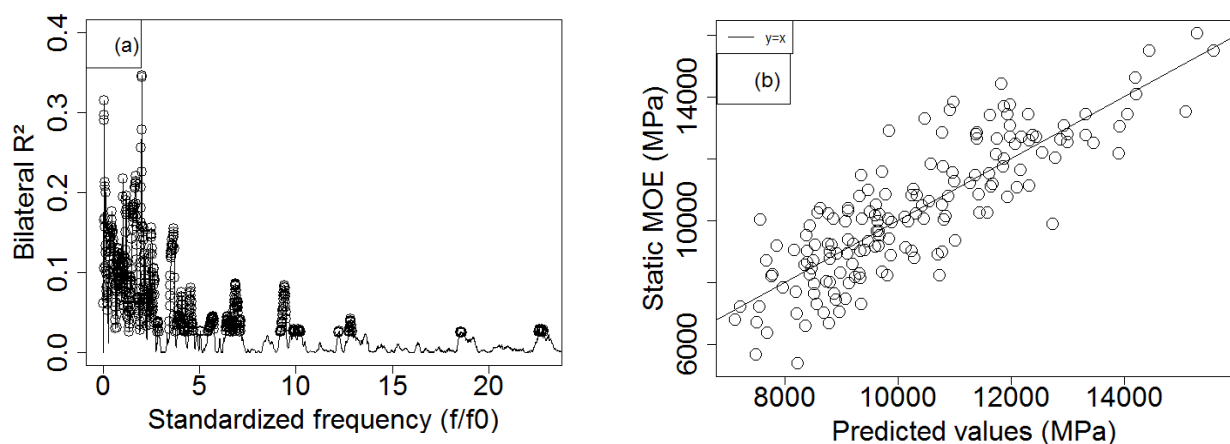 (a)
Bilateral R²
0.4
0.3
0.2
0.1
0.0
0 5 10 15 20
Standardized frequency (f/f0)
y=x
(b)
Static MOE (MPa)
14000
10000
6000
8000 10000 12000 14000
Predicted values (MPa)